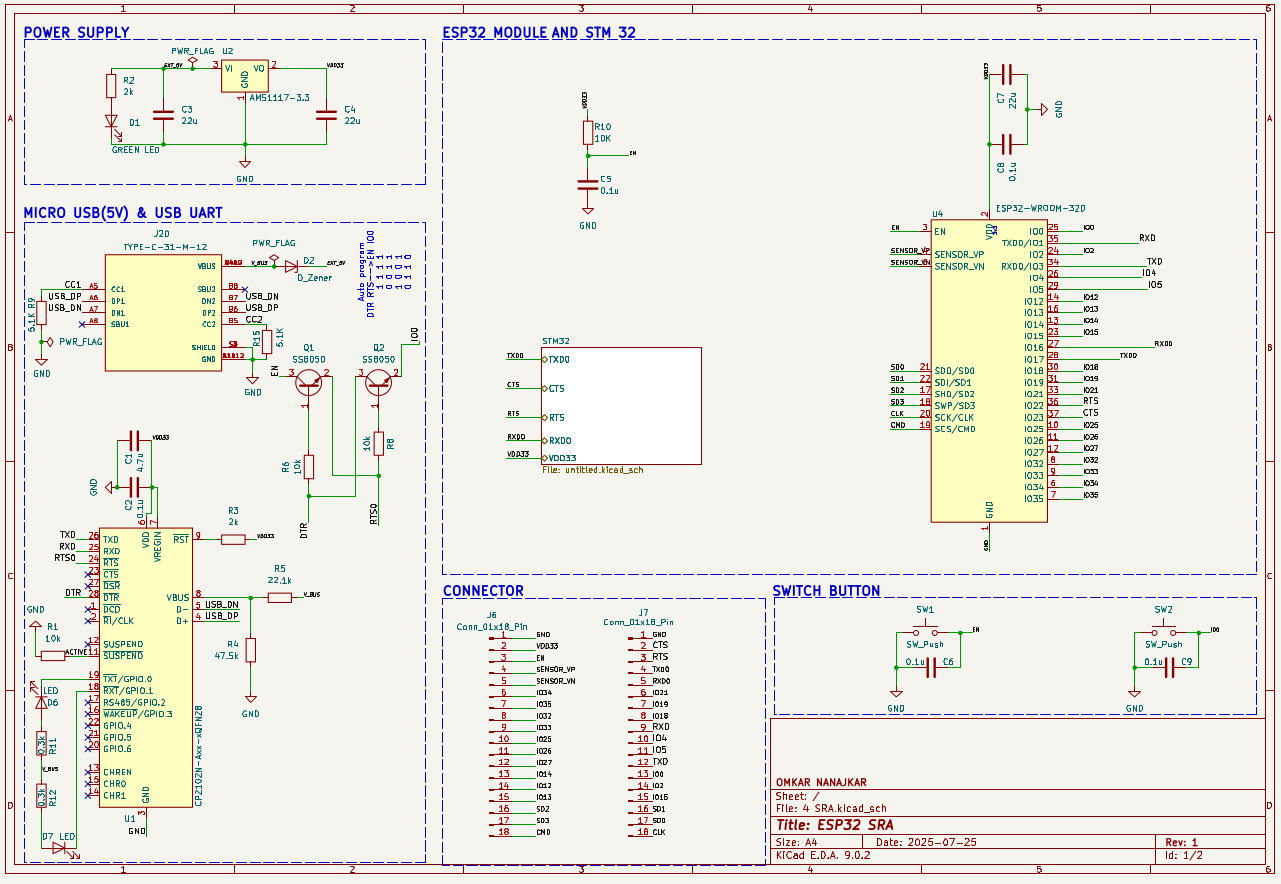 1 2 3 4 5 6
POWER SUPPLY
PWR_FLAG U2
EXT_5V 3 VI VO 2 VDD33
GND
1 AMS1117-3.3
R2
2k
D1
GREEN LED
C3
22u
C4
22u
GND
MICRO USB(5V) & USB UART
J20
TYPE-C-31-M-12
PWR_FLAG
VBUS V_BUS D2 EXT_5V
D_Zener
CC1 A5 CC1
USB_DP A6 DP1
USB_DN A7 DN1
A8 SBU1
SBU2 B8
DN2 B7 USB_DN
DP2 B6 USB_DP
CC2 B5 CC2
SHIELD
GND
5.1K R9
PWR_FLAG
GND
R15 5.1K
GND
Auto program
DTR RTS--->EN IO0
1 1 1 1
0 0 1 1
1 0 0 1
0 1 1 0
Q1
SS8050
EN 3 2
1
Q2
SS8050
3 2
1
IO0
R6 10k
10k R8
DTR
RTS0
C1 4.7u
VDD33
GND
C2 0.1u
6 7
VDD
VREGIN
TXD 26 TXD
RXD 25 RXD
RTS0 24 RTS
23 CTS
27 DSR
DTR 28 DTR
1 DCD
2 RI/CLK
12 SUSPEND
ACTIVE 11 SUSPEND
19 TXT/GPIO.0
18 RXT/GPIO.1
17 RS485/GPIO.2
16 WAKEUP/GPIO.3
22 GPIO.4
21 GPIO.5
20 GPIO.6
13 CHREN
15 CHR0
14 CHR1
RST 9
R3
2k
VDD33
VBUS 8
D- 5 USB_DN
D+ 4 USB_DP
R5
22.1k
V_BUS
R4
47.5k
GND
GND
R1
10k
LED
D6
0.3k R11
V_BUS
0.3k R12
D7 LED
GND
3
U1
GND
CP2102N-Axx-xQFN28
ESP32 MODULE AND STM 32
VDD33
R10
10K
EN
C5
0.1u
GND
STM32
TXD0 TXD0
CTS CTS
RTS RTS
RXD0 RXD0
VDD33 VDD33
File: untitled.kicad_sch
VDD33
C7 22u
GND
C8 0.1u
U4 2 ESP32-WROOM-32D
VDD
EN 3 EN
SENSOR_VP SENSOR_VP
SENSOR_VN SENSOR_VN
SD0 21 SD0/SD0
SD1 22 SDI/SD1
SD2 17 SHD/SD2
SD3 18 SWP/SD3
CLK 20 SCK/CLK
CMD 19 SCS/CMD
IO0 25 IO0
TXD0/IO1 35 RXD
IO2 24 IO2
RXD0/IO3 34 TXD
IO4 26 IO4
IO5 29 IO5
IO12 14 IO12
IO13 16 IO13
IO14 13 IO14
IO15 23 IO15
IO16 27 RXD0
IO17 28 TXD0
IO18 30 IO18
IO19 31 IO19
IO21 33 IO21
IO22 36 RTS
IO23 37 CTS
IO25 10 IO25
IO26 11 IO26
IO27 12 IO27
IO32 8 IO32
IO33 9 IO33
IO34 6 IO34
IO35 7 IO35
GND
1
GND
CONNECTOR
J6
Conn_01x18_Pin
1 GND
2 VDD33
3 EN
4 SENSOR_VP
5 SENSOR_VN
6 IO34
7 IO35
8 IO32
9 IO33
10 IO25
11 IO26
12 IO27
13 IO14
14 IO12
15 IO13
16 SD2
17 SD3
18 CMD
J7
Conn_01x18_Pin
1 GND
2 CTS
3 RTS
4 TXD0
5 RXD0
6 IO21
7 IO19
8 IO18
9 RXD
10 IO4
11 IO5
12 TXD
13 IO0
14 IO2
15 IO15
16 SD1
17 SD0
18 CLK
SWITCH BUTTON
SW1
EN
SW_Push
0.1u C6
GND
SW2
IO0
SW_Push
0.1u C9
GND
OMKAR NANAJKAR
Sheet: /
File: 4 SRA.kicad_sch
Title: ESP32 SRA
Size: A4 Date: 2025-07-25 Rev: 1
KiCad E.D.A. 9.0.2 Id: 1/2
A B C D
A B C D
1 2 3 4 5 6